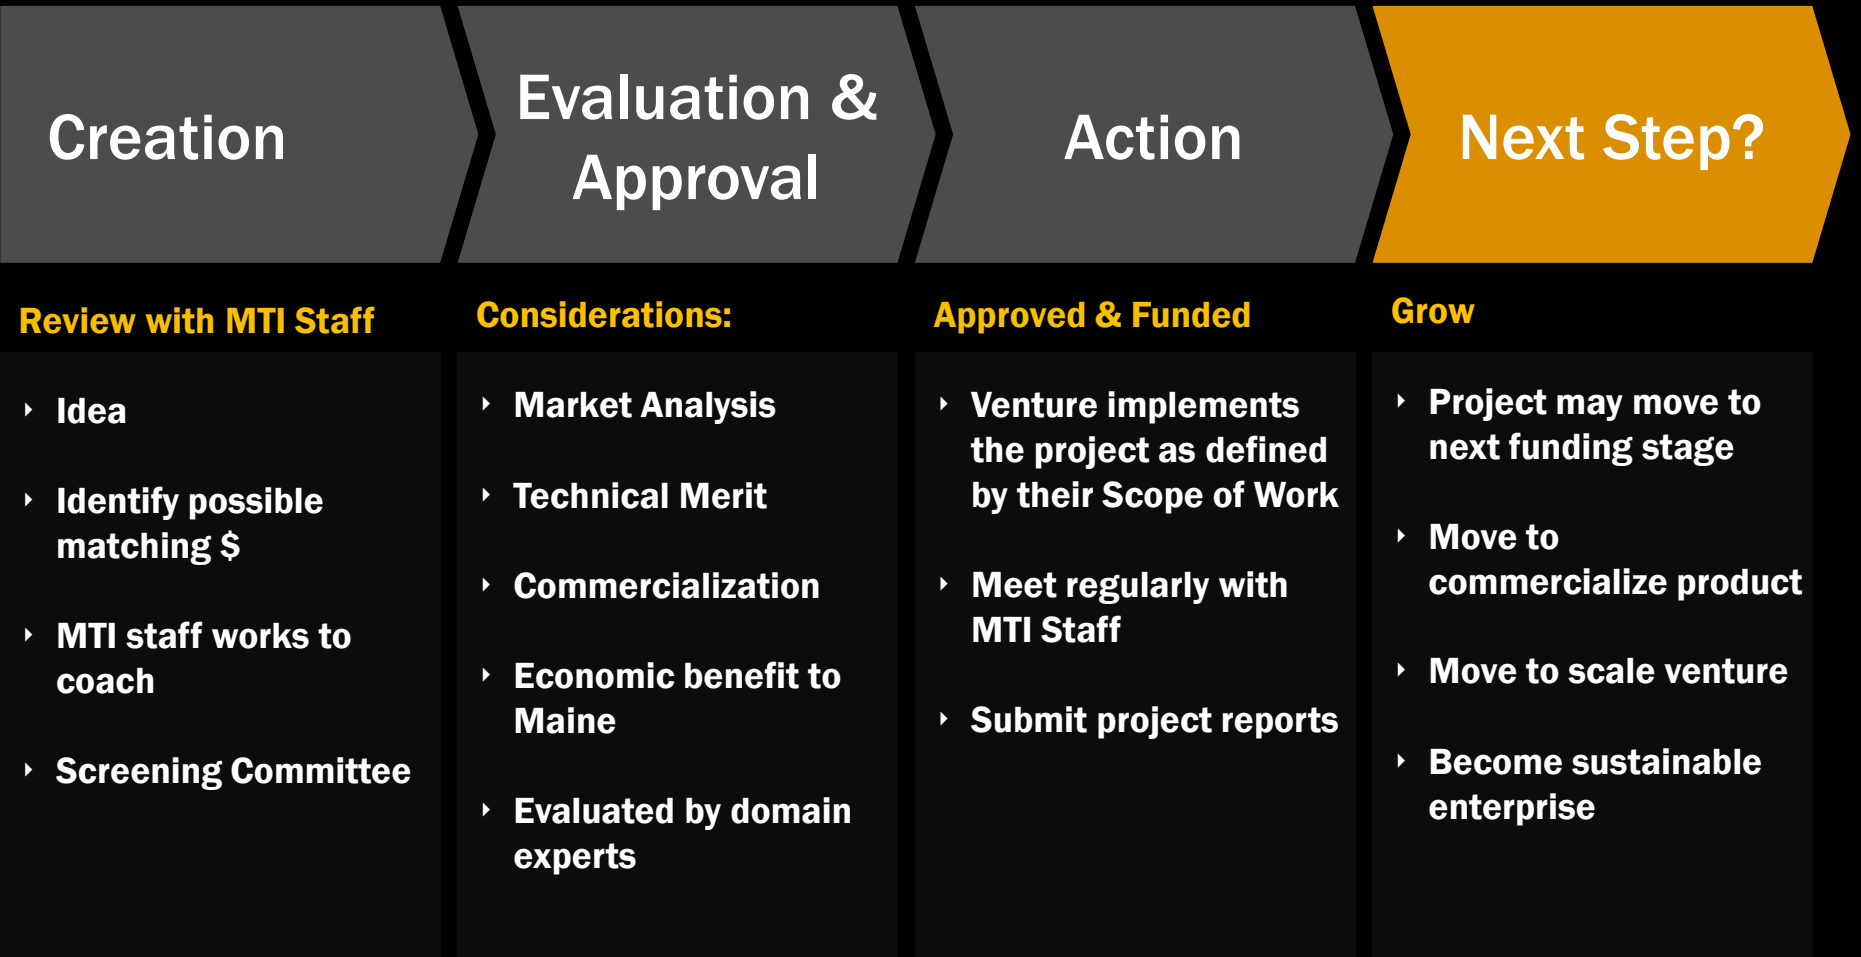 Creation
Evaluation &
Approval
Action
Next Step?
Review with MTI Staff
‣ Idea
‣ Identify possible
matching $
‣ MTI staff works to
coach
‣ Screening Committee
Considerations:
‣ Market Analysis
‣ Technical Merit
‣ Commercialization
‣ Economic benefit to
Maine
‣ Evaluated by domain
experts
Approved & Funded
‣ Venture implements
the project as defined
by their Scope of Work
‣ Meet regularly with
MTI Staff
‣ Submit project reports
Grow
‣ Project may move to
next funding stage
‣ Move to
commercialize product
‣ Move to scale venture
‣ Become sustainable
enterprise